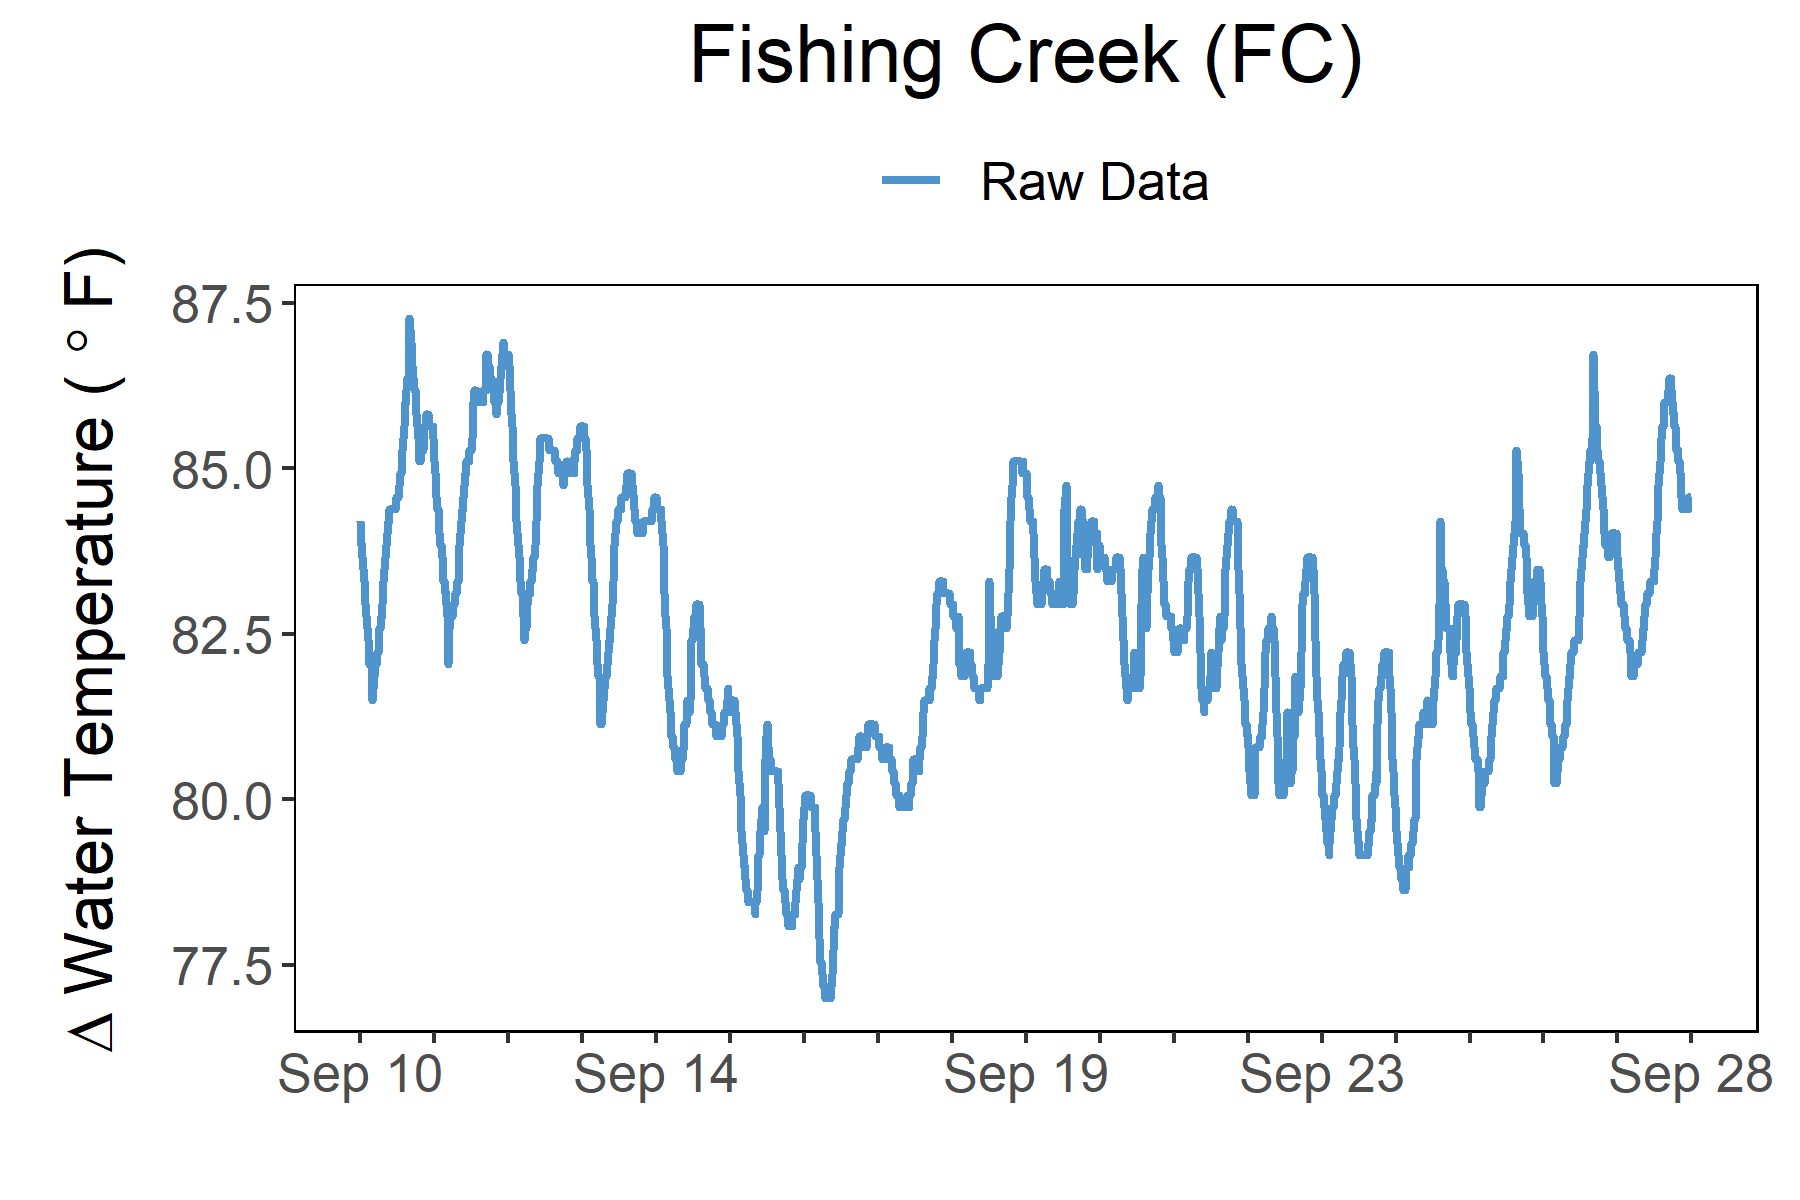 Fishing Creek (FC)
Raw Data
Δ Water Temperature ( ° F)
87.5
85.0
82.5
80.0
77.5
Sep 10 Sep 14 Sep 19 Sep 23 Sep 28